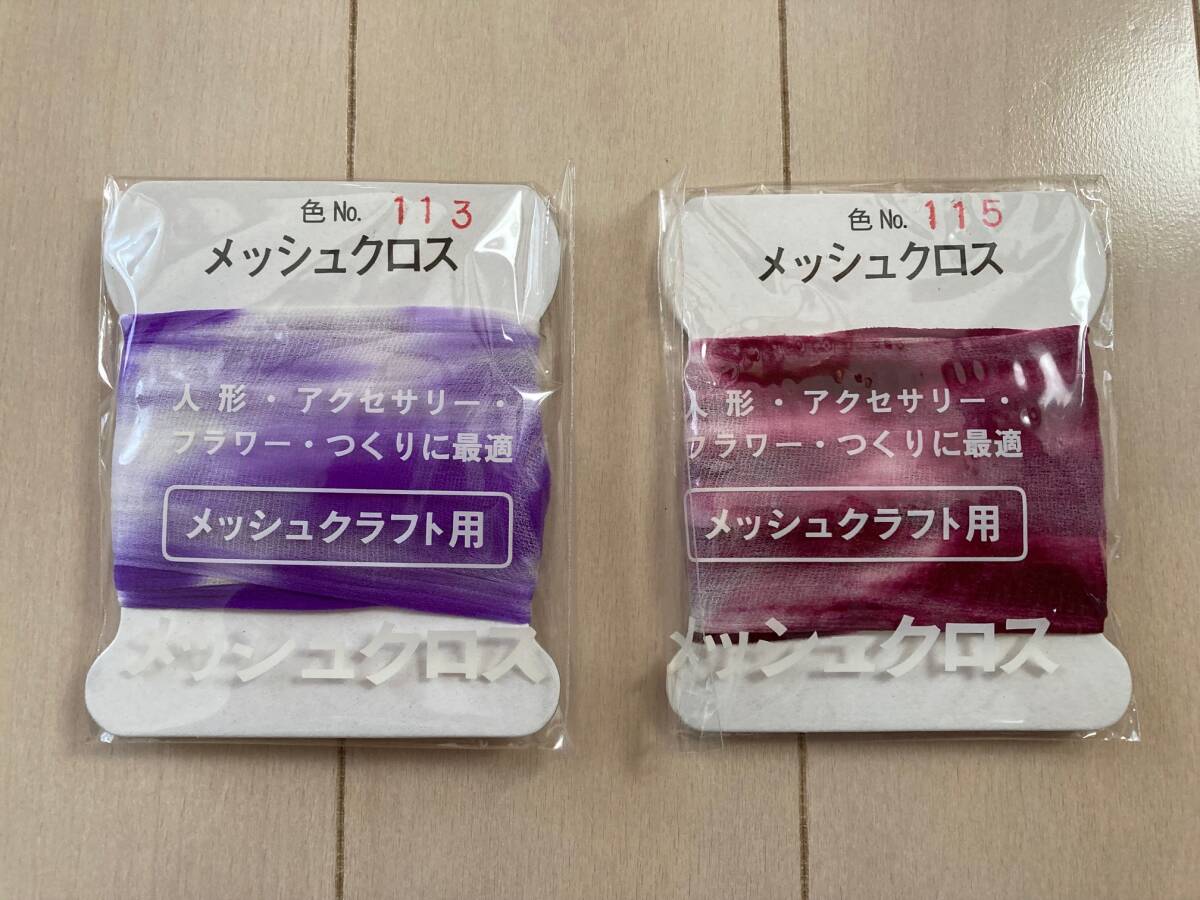 色 No. 113
メッシュクロス
人形・アクセサリー・
フラワー・つくりに最適
メッシュクラフト用
メッシュクロス
色 No. 115
メッシュクロス
人形・アクセサリー・
フラワー・つくりに最適
メッシュクラフト用
メッシュクロス